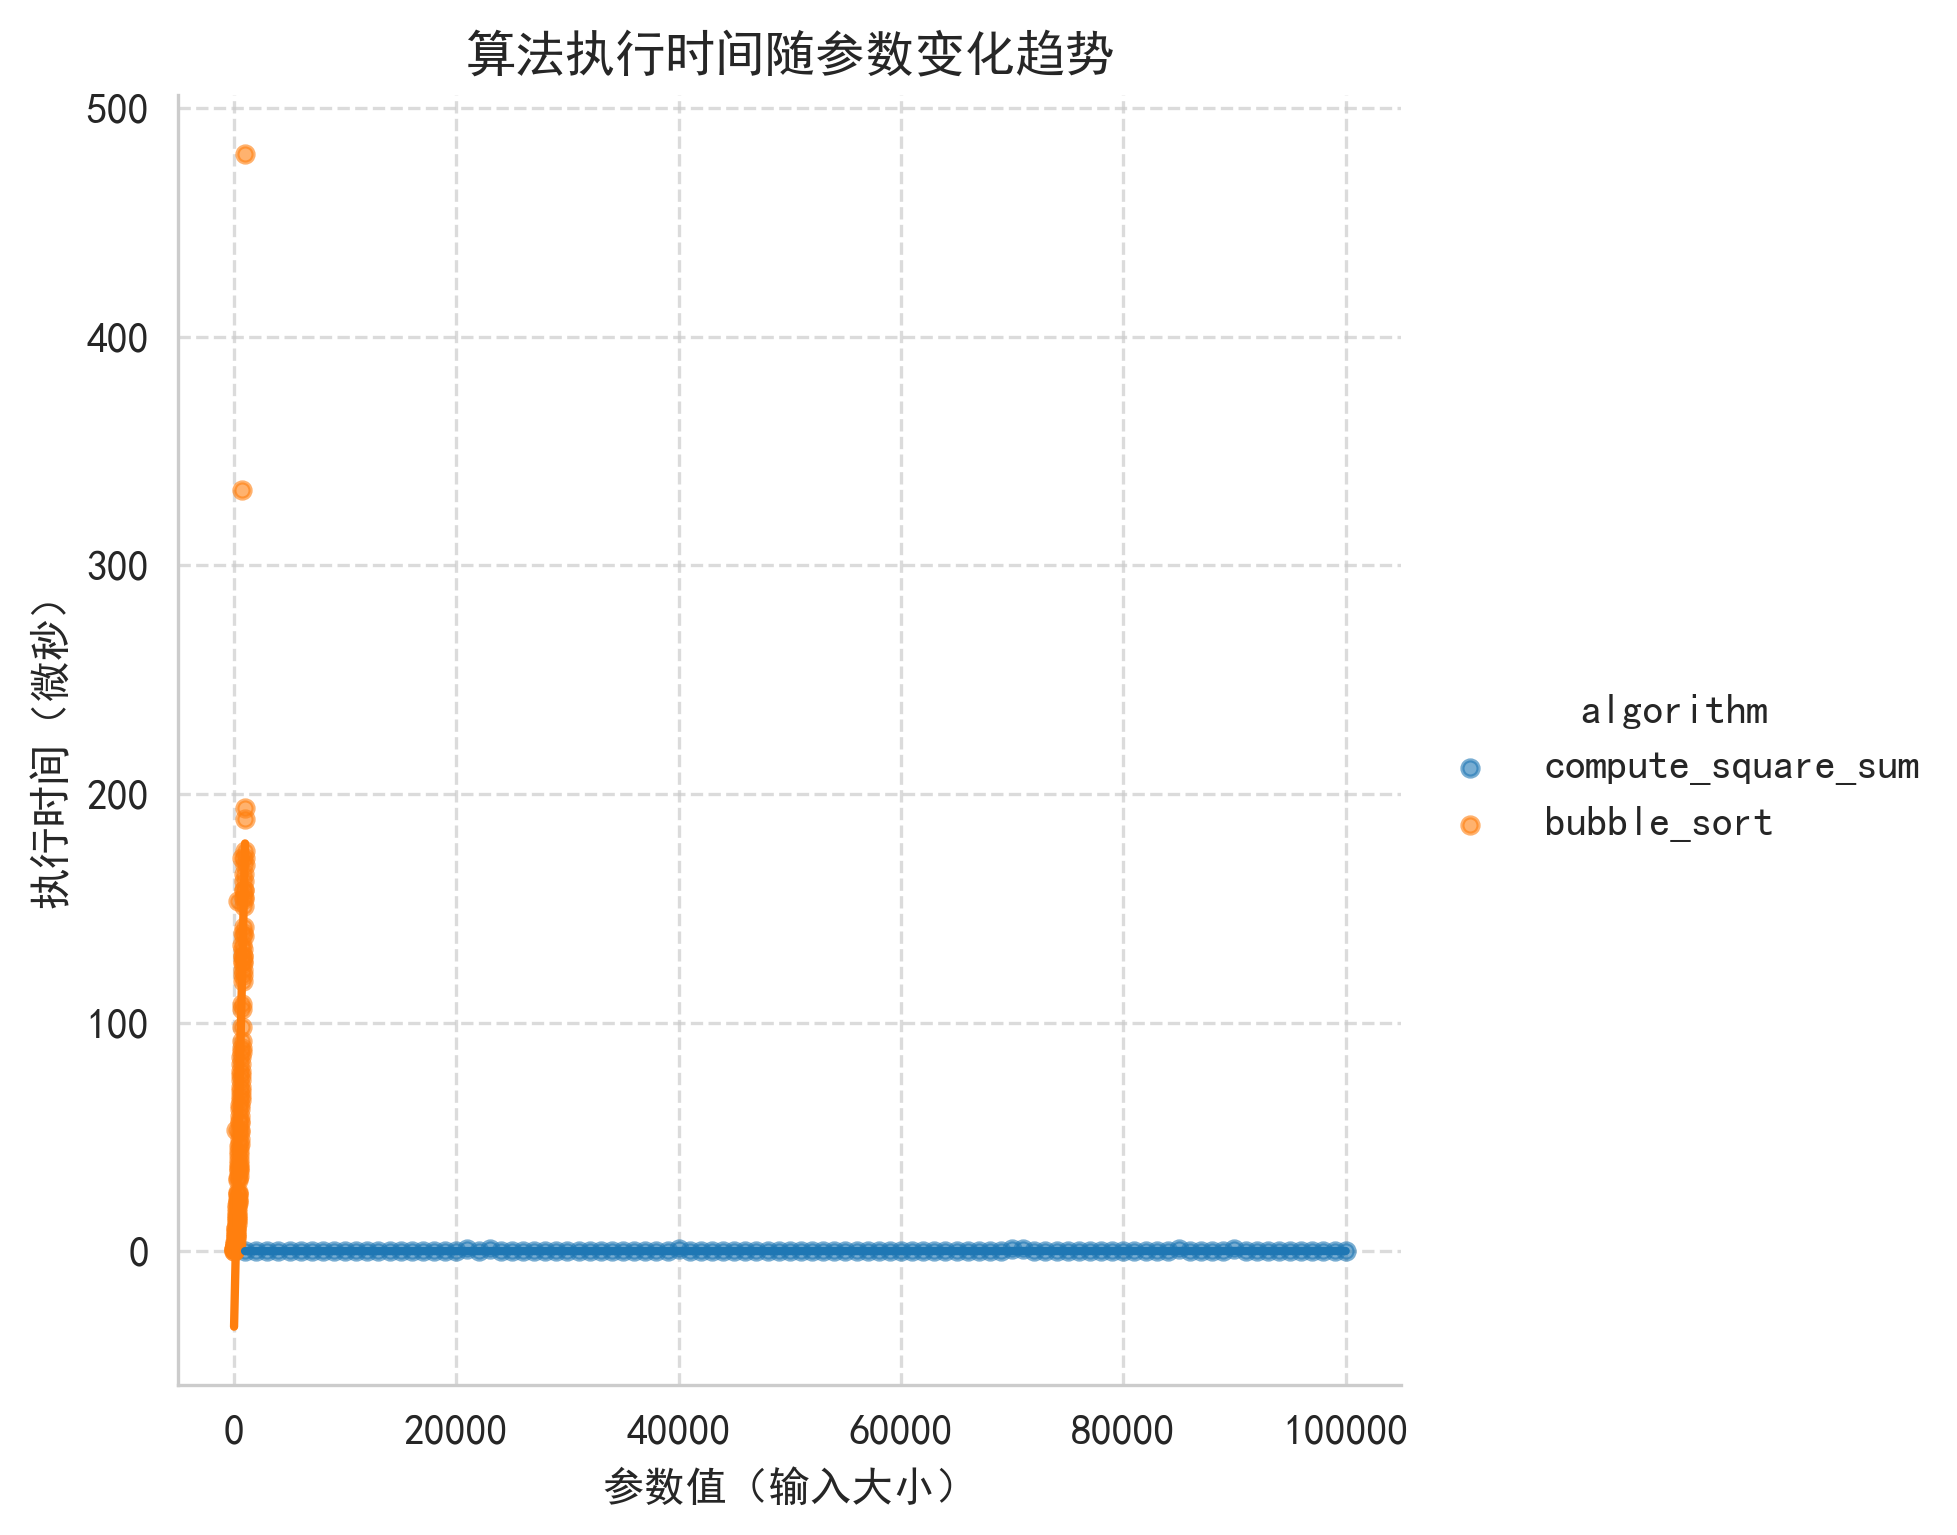 算法执行时间随参数变化趋势
500
400
300
200
100
0
执行时间（微秒）
0 20000 40000 60000 80000 100000
参数值（输入大小）
algorithm
compute_square_sum
bubble_sort